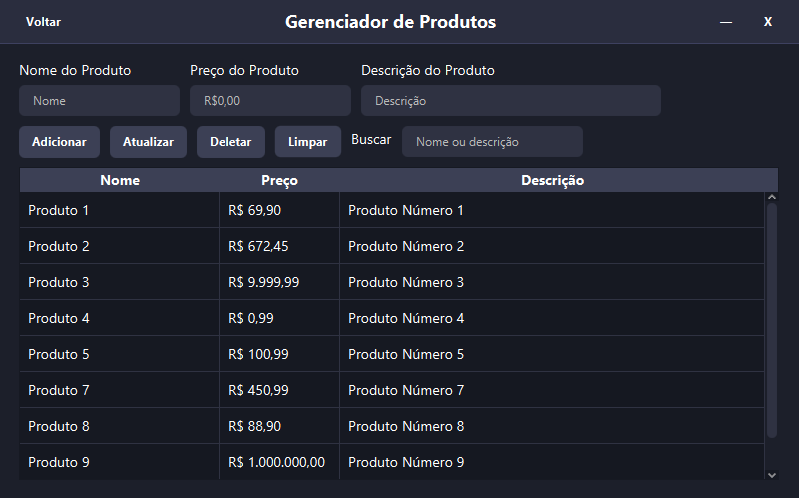 Voltar Gerenciador de Produtos — X
Nome do Produto Preço do Produto Descrição do Produto
Nome R$0,00 Descrição
Adicionar Atualizar Deletar Limpar Buscar Nome ou descrição
Nome Preço Descrição
Produto 1 R$ 69,90 Produto Número 1
Produto 2 R$ 672,45 Produto Número 2
Produto 3 R$ 9.999,99 Produto Número 3
Produto 4 R$ 0,99 Produto Número 4
Produto 5 R$ 100,99 Produto Número 5
Produto 7 R$ 450,99 Produto Número 7
Produto 8 R$ 88,90 Produto Número 8
Produto 9 R$ 1.000.000,00 Produto Número 9